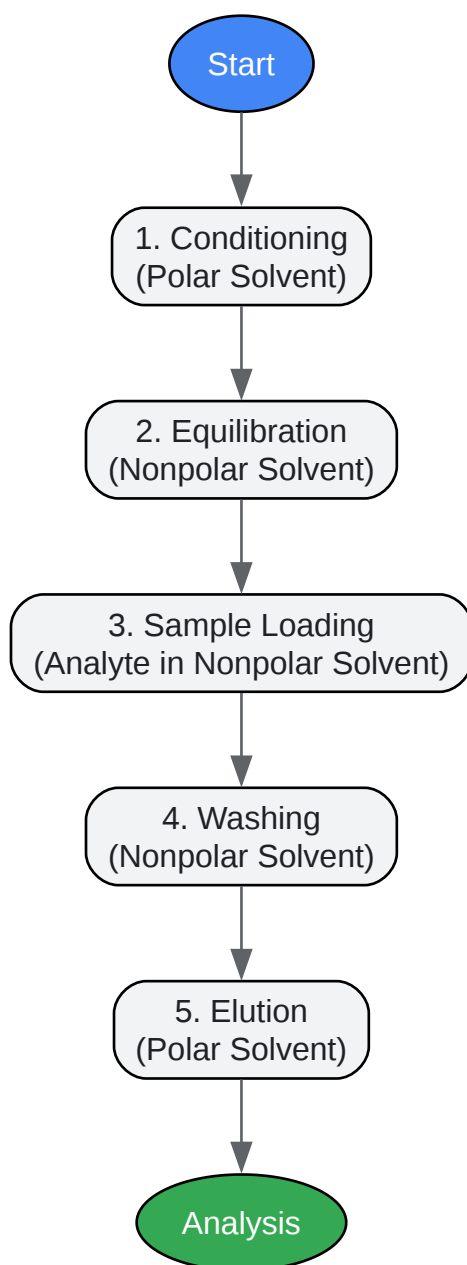 Start
1. Conditioning
(Polar Solvent)
2. Equilibration
(Nonpolar Solvent)
3. Sample Loading
(Analyte in Nonpolar Solvent)
4. Washing
(Nonpolar Solvent)
5. Elution
(Polar Solvent)
Analysis